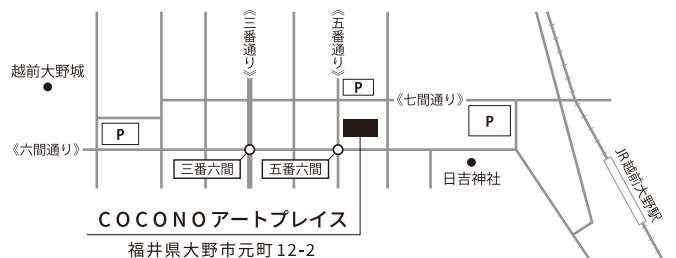 《三番通り》
《五番通り》
越前大野城
P
《七間通り》
P
P
《六間通り》
三番六間
五番六間
日吉神社
JR越前大野駅
COCONOアートプレイス
福井県大野市元町12-2